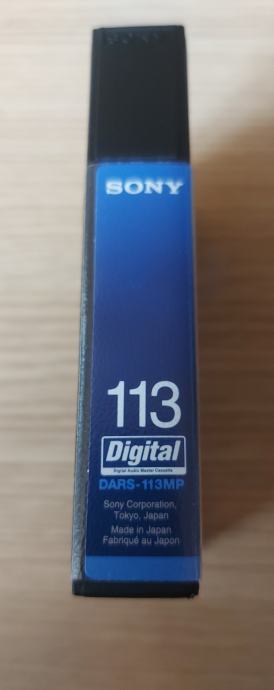 SONY
SONY
113
Digital
Digital Audio Master Cassette
DARS-113MP
Sony Corporation,
Tokyo, Japan
Made in Japan
Fabriqué au Japon